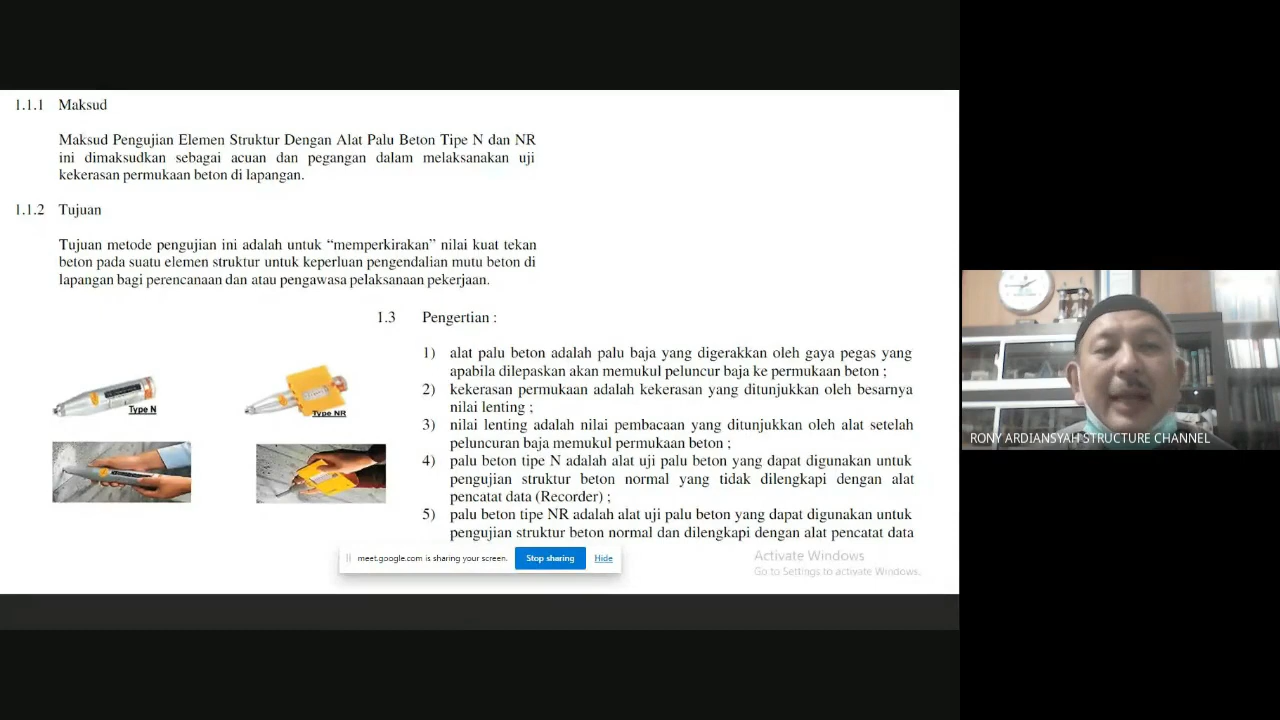 1.1.1 Maksud
Maksud Pengujian Elemen Struktur Dengan Alat Palu Beton Tipe N dan NR
ini dimaksudkan sebagai acuan dan pegangan dalam melaksanakan uji
kekerasan permukaan beton di lapangan.
1.1.2 Tujuan
Tujuan metode pengujian ini adalah untuk “memperkirakan” nilai kuat tekan
beton pada suatu elemen struktur untuk keperluan pengendalian mutu beton di
lapangan bagi perencanaan dan atau pengawasa pelaksanaan pekerjaan.
1.3 Pengertian :
1) alat palu beton adalah palu baja yang digerakkan oleh gaya pegas yang
apabila dilepaskan akan memukul peluncur baja ke permukaan beton ;
2) kekerasan permukaan adalah kekerasan yang ditunjukkan oleh besarnya
nilai lenting ;
3) nilai lenting adalah nilai pembacaan yang ditunjukkan oleh alat setelah
peluncuran baja memukul permukaan beton ;
4) palu beton tipe N adalah alat uji palu beton yang dapat digunakan untuk
pengujian struktur beton normal yang tidak dilengkapi dengan alat
pencatat data (Recorder) ;
5) palu beton tipe NR adalah alat uji palu beton yang dapat digunakan untuk
pengujian struktur beton normal dan dilengkapi dengan alat pencatat data
Type N
Type NR
meet.google.com is sharing your screen.
Stop sharing
Hide
Activate Windows
Go to Settings to activate Windows.
RONY ARDIANSYAH STRUCTURE CHANNEL